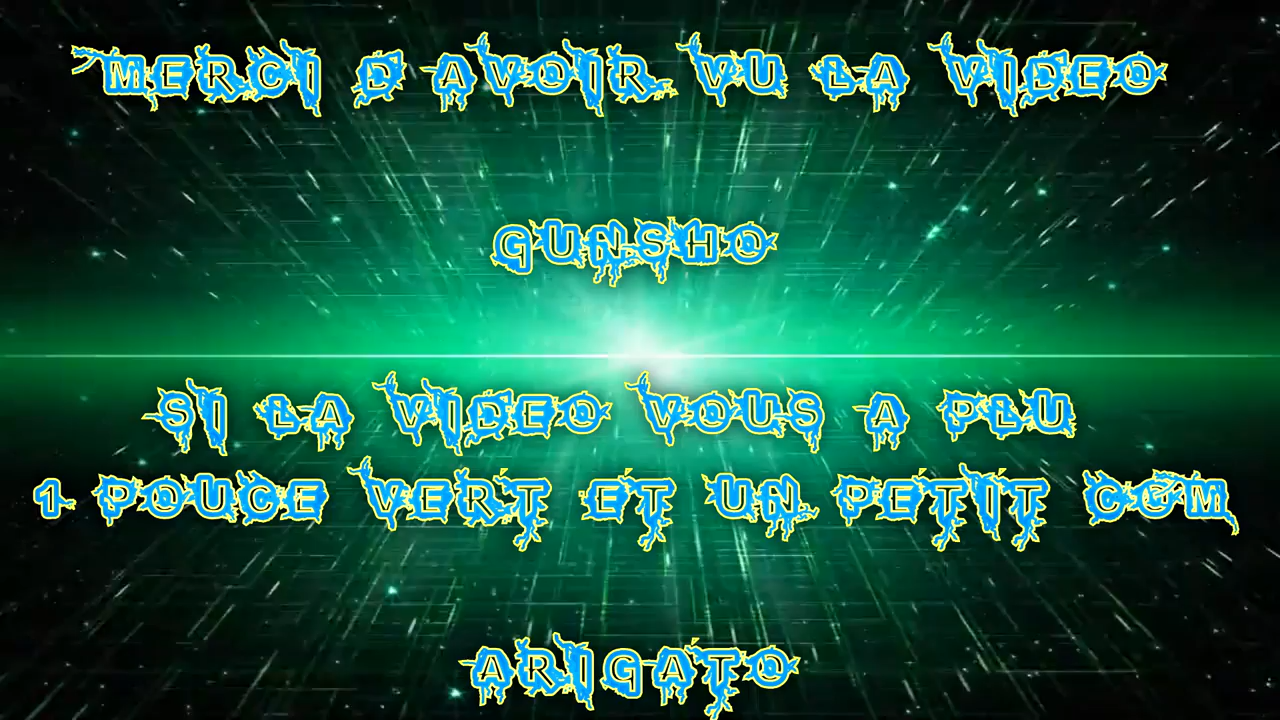 MERCI D AVOIR VU LA VIDEO
GUNSHO
SI LA VIDEO VOUS A PLU
1 POUCE VERT ET UN PETIT COM
ARIGATO